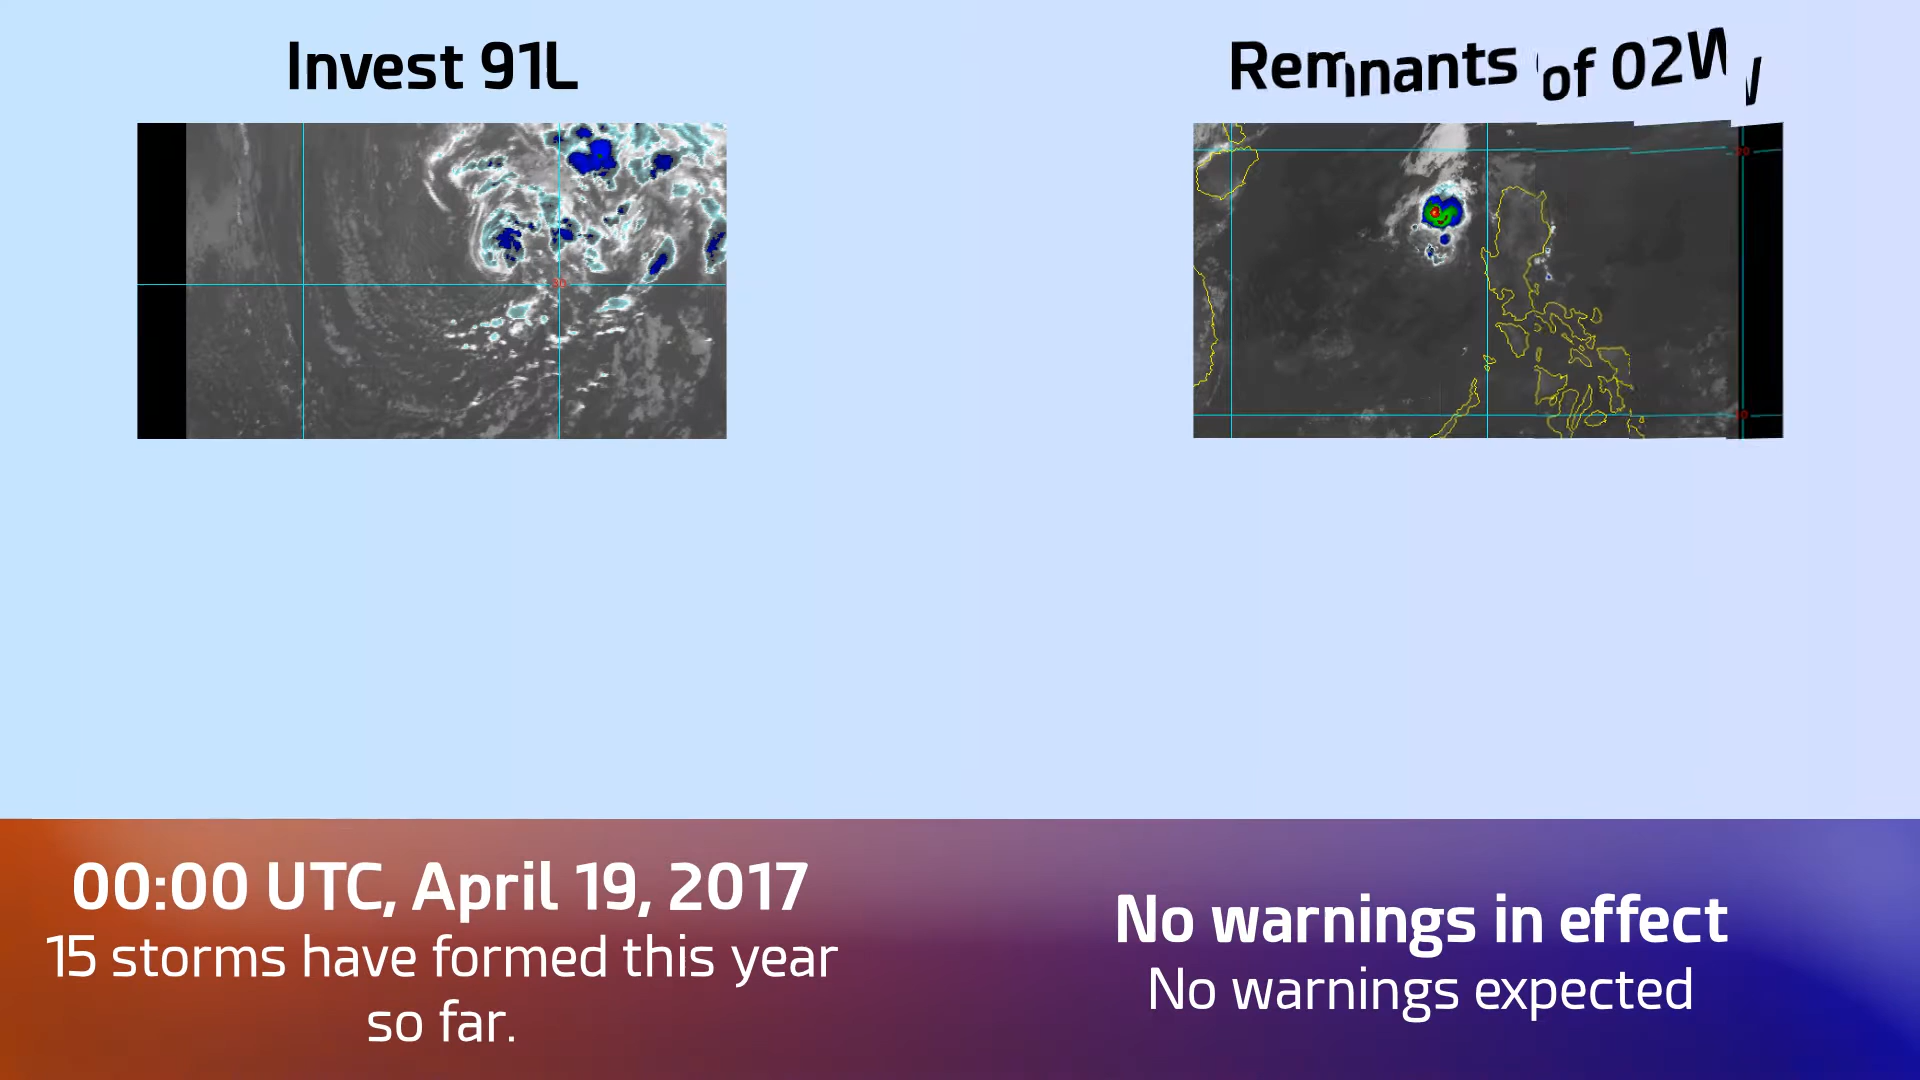 Invest 91L
Remnants of 02W
00:00 UTC, April 19, 2017
15 storms have formed this year
so far.
No warnings in effect
No warnings expected